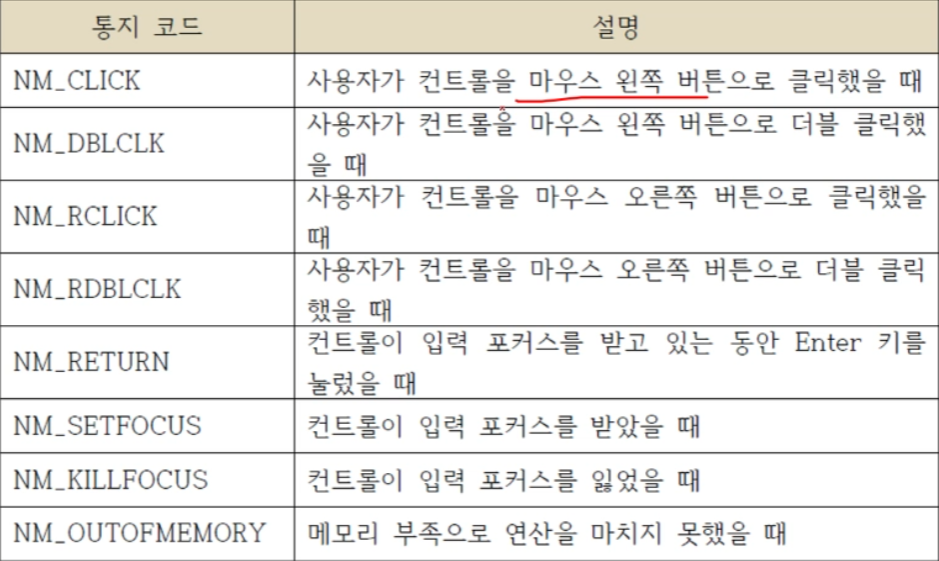 통지 코드
설명
NM_CLICK
사용자가 컨트롤을 마우스 왼쪽 버튼으로 클릭했을 때
NM_DBLCLK
사용자가 컨트롤을 마우스 왼쪽 버튼으로 더블 클릭했
을 때
NM_RCLICK
사용자가 컨트롤을 마우스 오른쪽 버튼으로 클릭했을
때
NM_RDBLCLK
사용자가 컨트롤을 마우스 오른쪽 버튼으로 더블 클릭
했을 때
NM_RETURN
컨트롤이 입력 포커스를 받고 있는 동안 Enter 키를
눌렀을 때
NM_SETFOCUS
컨트롤이 입력 포커스를 받았을 때
NM_KILLFOCUS
컨트롤이 입력 포커스를 잃었을 때
NM_OUTOFMEMORY
메모리 부족으로 연산을 마치지 못했을 때